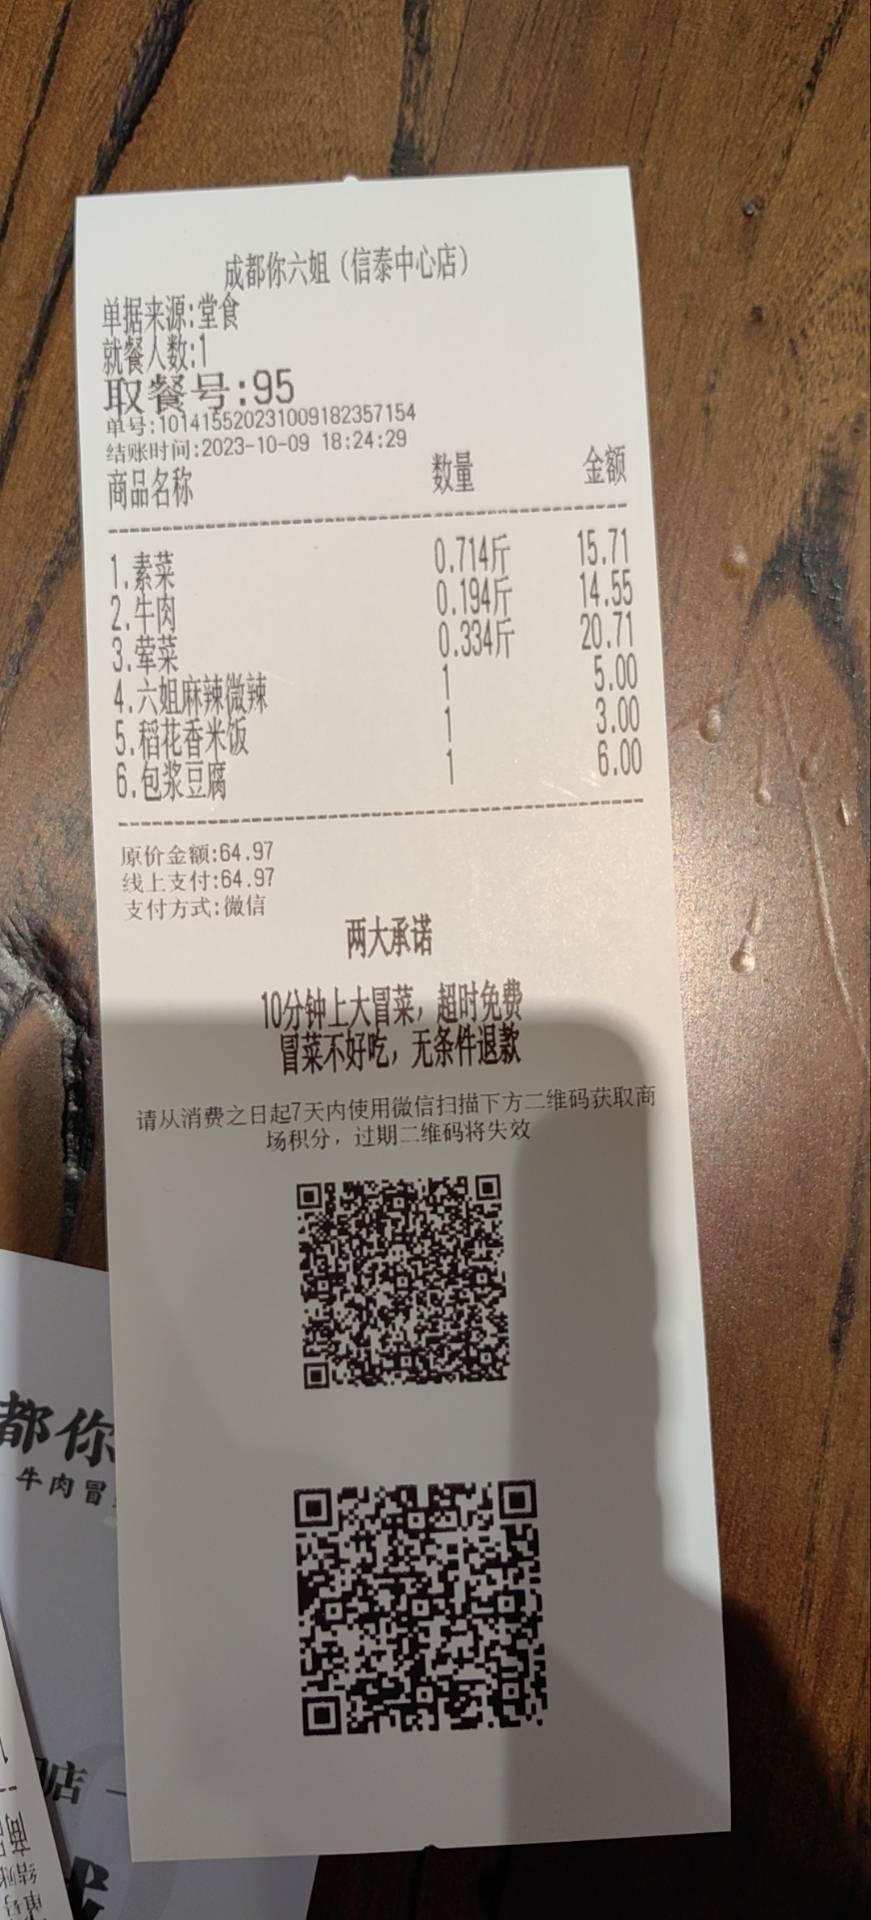 成都你六姐（信泰中心店）
单据来源:堂食
就餐人数:1
取餐号:95
单号:101415520231009182357154
结账时间:2023-10-09 18:24:29
商品名称 数量 金额
1.素菜 0.714斤 15.71
2.牛肉 0.194斤 14.55
3.荤菜 0.334斤 20.71
4.六姐麻辣微辣 1 5.00
5.稻花香米饭 1 3.00
6.包浆豆腐 1 6.00
原价金额:64.97
线上支付:64.97
支付方式:微信
两大承诺
10分钟上大冒菜，超时免费
冒菜不好吃，无条件退款
请从消费之日起7天内使用微信扫描下方二维码获取商
场积分，过期二维码将失效
都你
牛肉冒
店
商
结账
单号